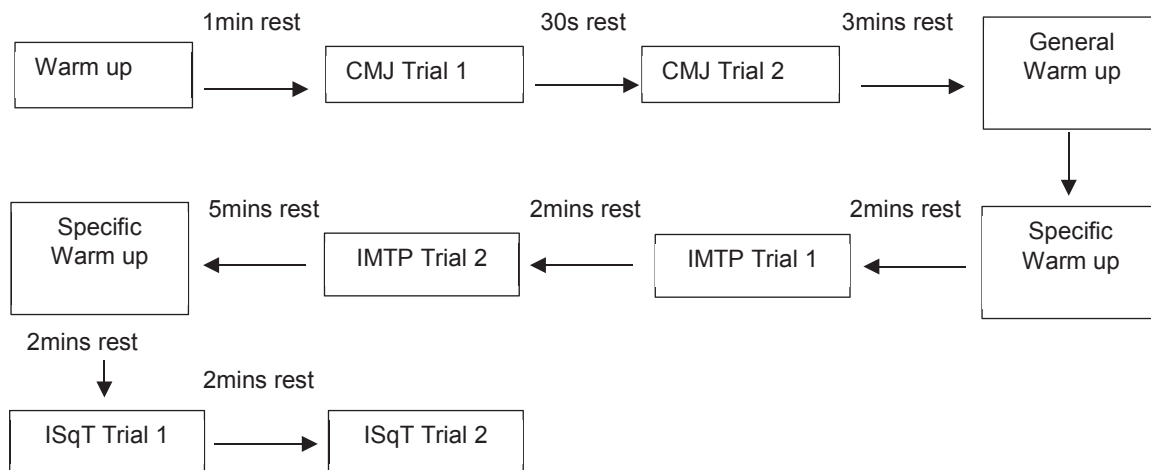 1min rest
30s rest
3mins rest
Warm up
CMJ Trial 1
CMJ Trial 2
General
Warm up
5mins rest
2mins rest
2mins rest
Specific
Warm up
IMTP Trial 2
IMTP Trial 1
Specific
Warm up
2mins rest
2mins rest
ISqT Trial 1
ISqT Trial 2